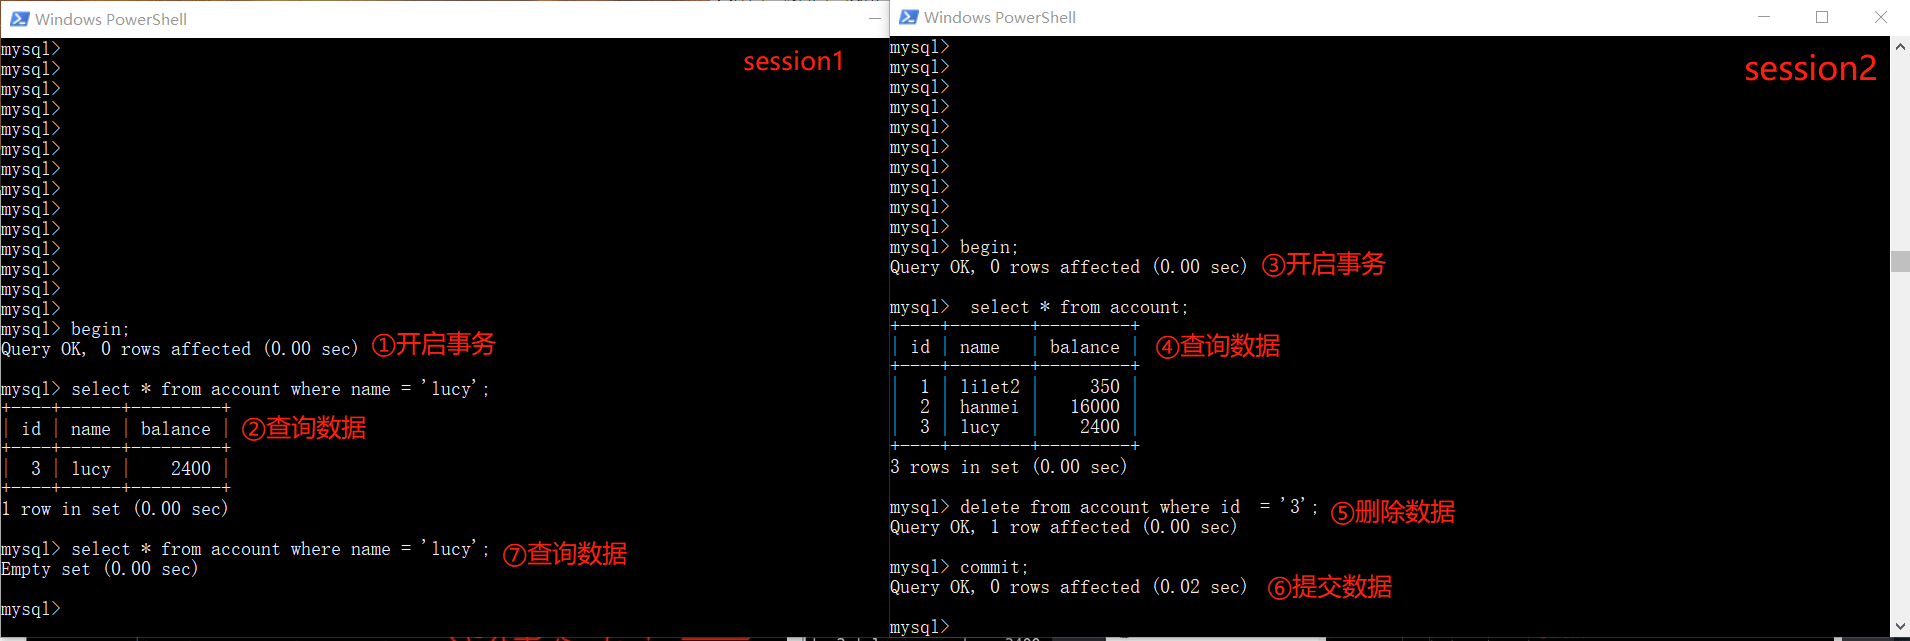 Windows PowerShell
session1
mysql>
mysql>
mysql>
mysql>
mysql>
mysql>
mysql>
mysql>
mysql>
mysql>
mysql>
mysql>
mysql>
mysql>
mysql> begin;
Query OK, 0 rows affected (0.00 sec) ①开启事务
mysql> select * from account where name = 'lucy';
+----+------+---------+
| id | name | balance | ②查询数据
+----+------+---------+
|  3 | lucy |    2400 |
+----+------+---------+
1 row in set (0.00 sec)
mysql> select * from account where name = 'lucy'; ⑦查询数据
Empty set (0.00 sec)
mysql>
Windows PowerShell
session2
mysql>
mysql>
mysql>
mysql>
mysql>
mysql>
mysql>
mysql>
mysql>
mysql>
mysql> begin;
Query OK, 0 rows affected (0.00 sec) ③开启事务
mysql>  select * from account;
+----+--------+---------+
| id | name   | balance | ④查询数据
+----+--------+---------+
|  1 | lilet2 |     350 |
|  2 | hanmei |   16000 |
|  3 | lucy   |    2400 |
+----+--------+---------+
3 rows in set (0.00 sec)
mysql> delete from account where id  = '3'; ⑤删除数据
Query OK, 1 row affected (0.00 sec)
mysql> commit;
Query OK, 0 rows affected (0.02 sec) ⑥提交数据
mysql>